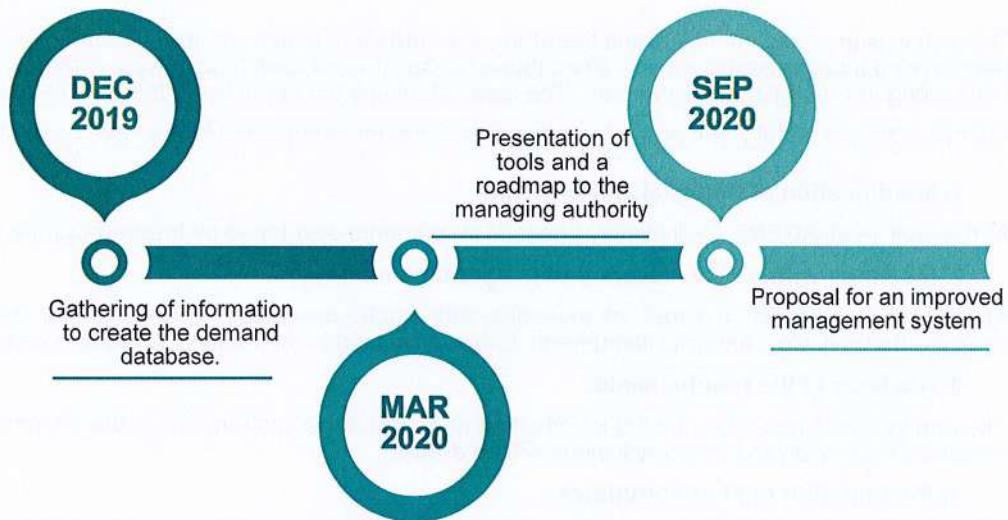 DEC
2019
Gathering of information
to create the demand
database.
MAR
2020
Presentation of
tools and a
roadmap to the
managing authority
SEP
2020
Proposal for an improved
management system